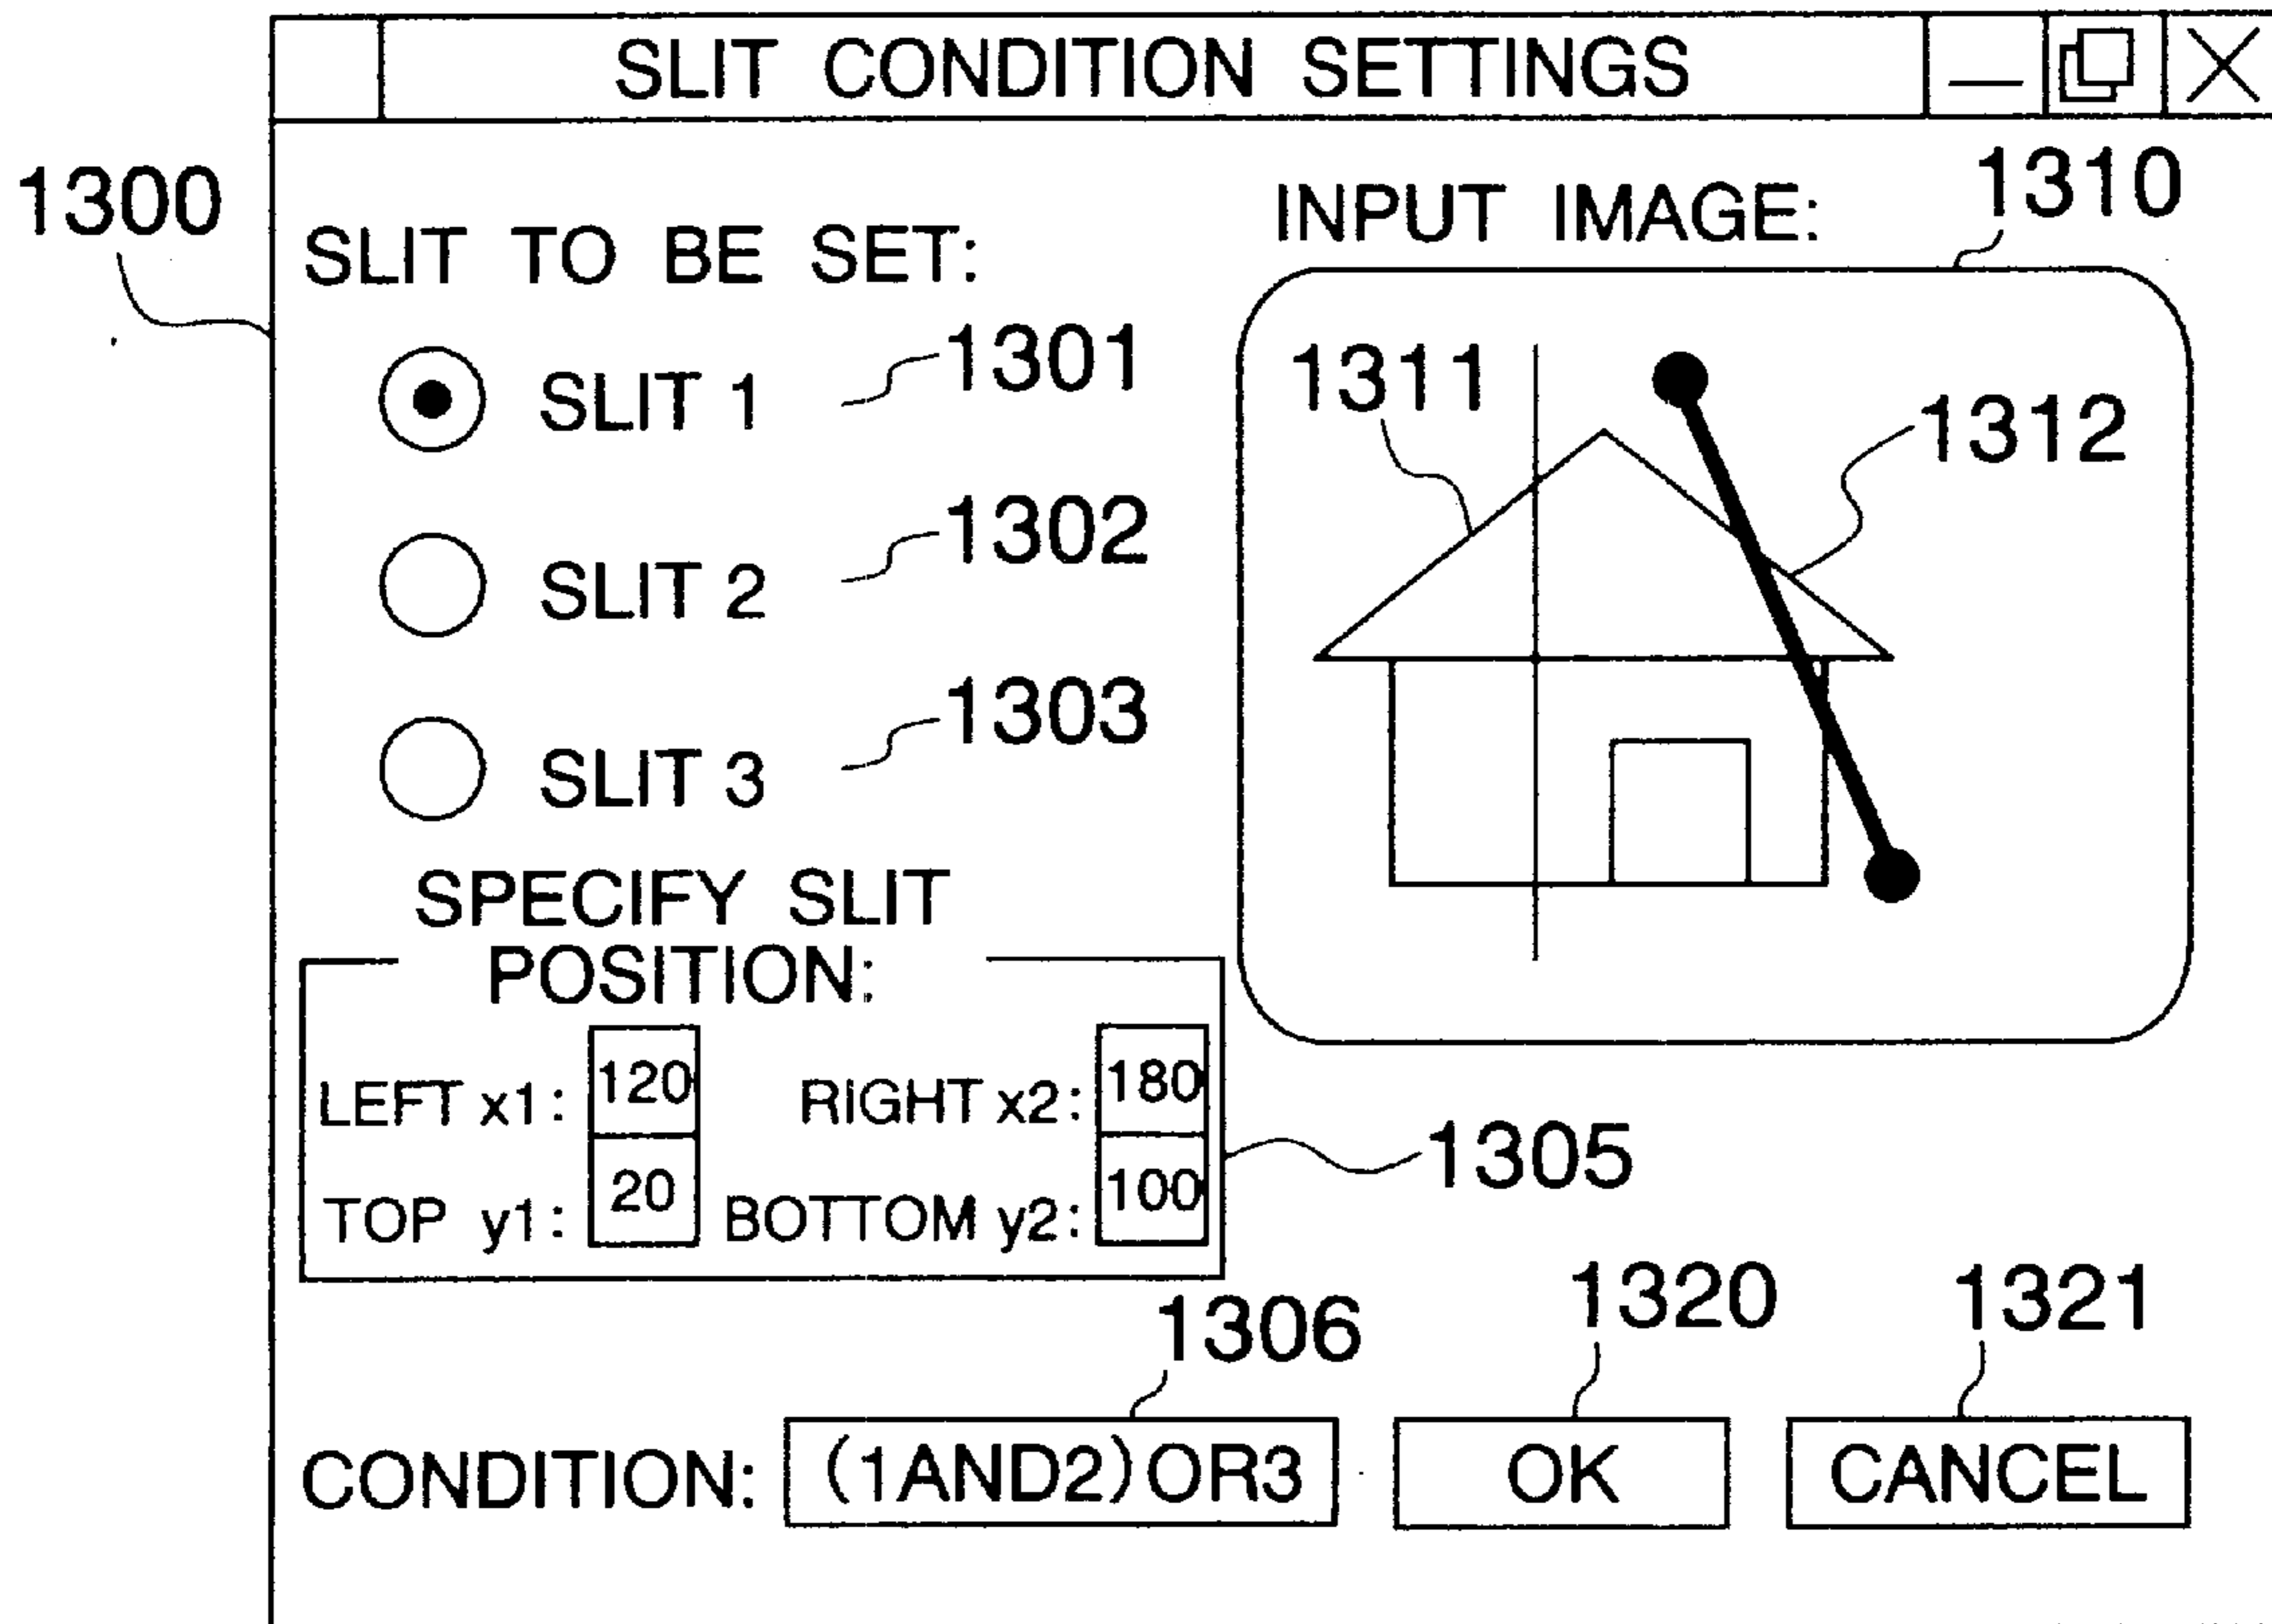 SLIT CONDITION SETTINGS
1300
SLIT TO BE SET:
SLIT 1
1301
SLIT 2
1302
SLIT 3
1303
INPUT IMAGE:
1310
1311
1312
SPECIFY SLIT
POSITION:
LEFT x1: 120 RIGHT x2: 180
TOP y1: 20 BOTTOM y2: 100
1305
1306
1320
1321
CONDITION: (1AND2)OR3 OK CANCEL